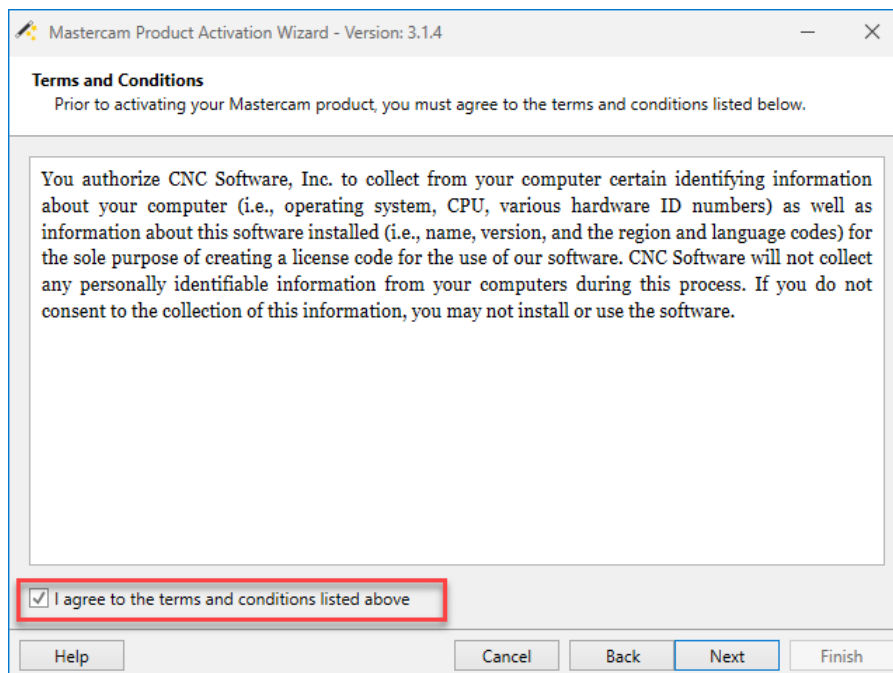 Mastercam Product Activation Wizard - Version: 3.1.4
Terms and Conditions
Prior to activating your Mastercam product, you must agree to the terms and conditions listed below.
You authorize CNC Software, Inc. to collect from your computer certain identifying information
about your computer (i.e., operating system, CPU, various hardware ID numbers) as well as
information about this software installed (i.e., name, version, and the region and language codes) for
the sole purpose of creating a license code for the use of our software. CNC Software will not collect
any personally identifiable information from your computers during this process. If you do not
consent to the collection of this information, you may not install or use the software.
I agree to the terms and conditions listed above
Help Cancel Back Next Finish